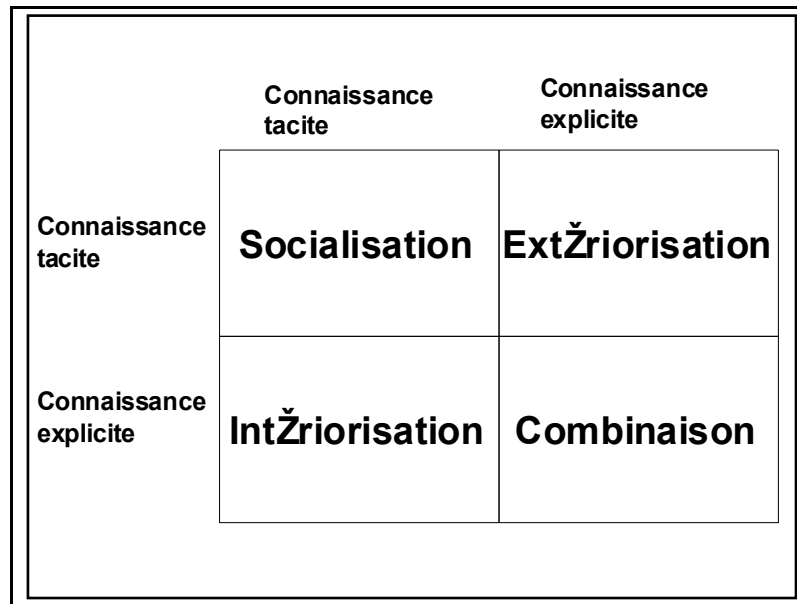 Connaissance
tacite
Connaissance
explicite
Connaissance
tacite
Socialisation
ExtŽriorisation
Connaissance
explicite
IntŽriorisation
Combinaison